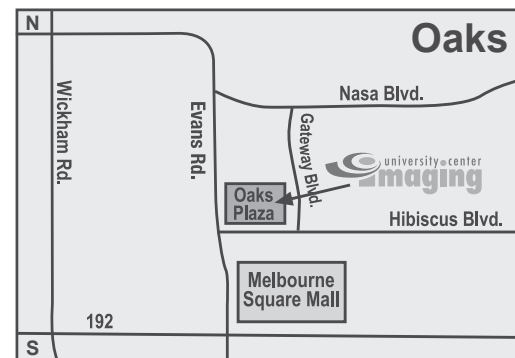 N
Oaks
Nasa Blvd.
Wickham Rd.
Evans Rd.
Gateway Blvd.
university center
imaging
Oaks
Plaza
Hibiscus Blvd.
Melbourne
Square Mall
192
S